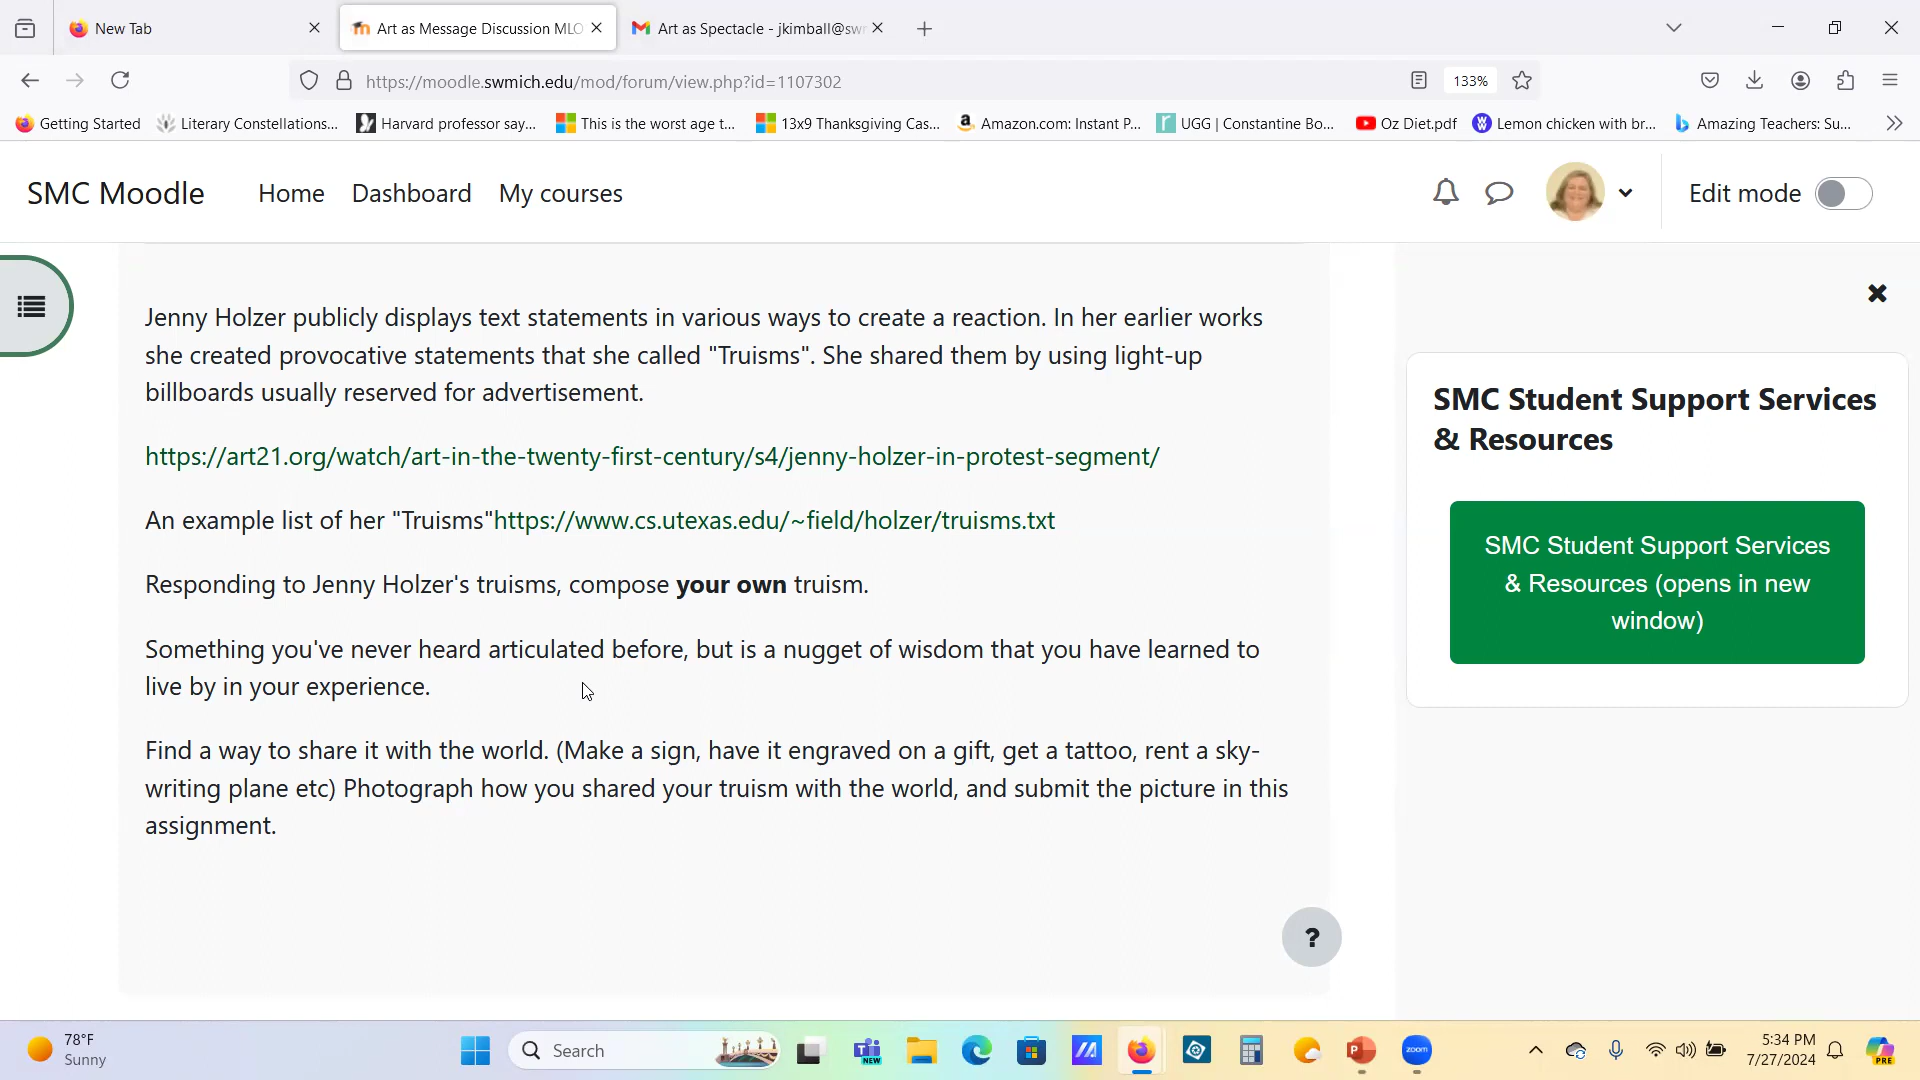 New Tab
Art as Message Discussion MLO
Art as Spectacle - jkimball@swm
https://moodle.swmich.edu/mod/forum/view.php?id=1107302
133%
Getting Started
Literary Constellations...
Harvard professor say...
This is the worst age t...
13x9 Thanksgiving Cas...
Amazon.com: Instant P...
UGG | Constantine Bo...
Oz Diet.pdf
Lemon chicken with br...
Amazing Teachers: Su...
SMC Moodle
Home
Dashboard
My courses
Edit mode
Jenny Holzer publicly displays text statements in various ways to create a reaction. In her earlier works
she created provocative statements that she called "Truisms". She shared them by using light-up
billboards usually reserved for advertisement.
https://art21.org/watch/art-in-the-twenty-first-century/s4/jenny-holzer-in-protest-segment/
An example list of her "Truisms"https://www.cs.utexas.edu/~field/holzer/truisms.txt
Responding to Jenny Holzer's truisms, compose your own truism.
Something you've never heard articulated before, but is a nugget of wisdom that you have learned to
live by in your experience.
Find a way to share it with the world. (Make a sign, have it engraved on a gift, get a tattoo, rent a sky-
writing plane etc) Photograph how you shared your truism with the world, and submit the picture in this
assignment.
?
SMC Student Support Services
& Resources
SMC Student Support Services
& Resources (opens in new
window)
78°F
Sunny
Search
NEW
zoom
5:34 PM
7/27/2024
PRE